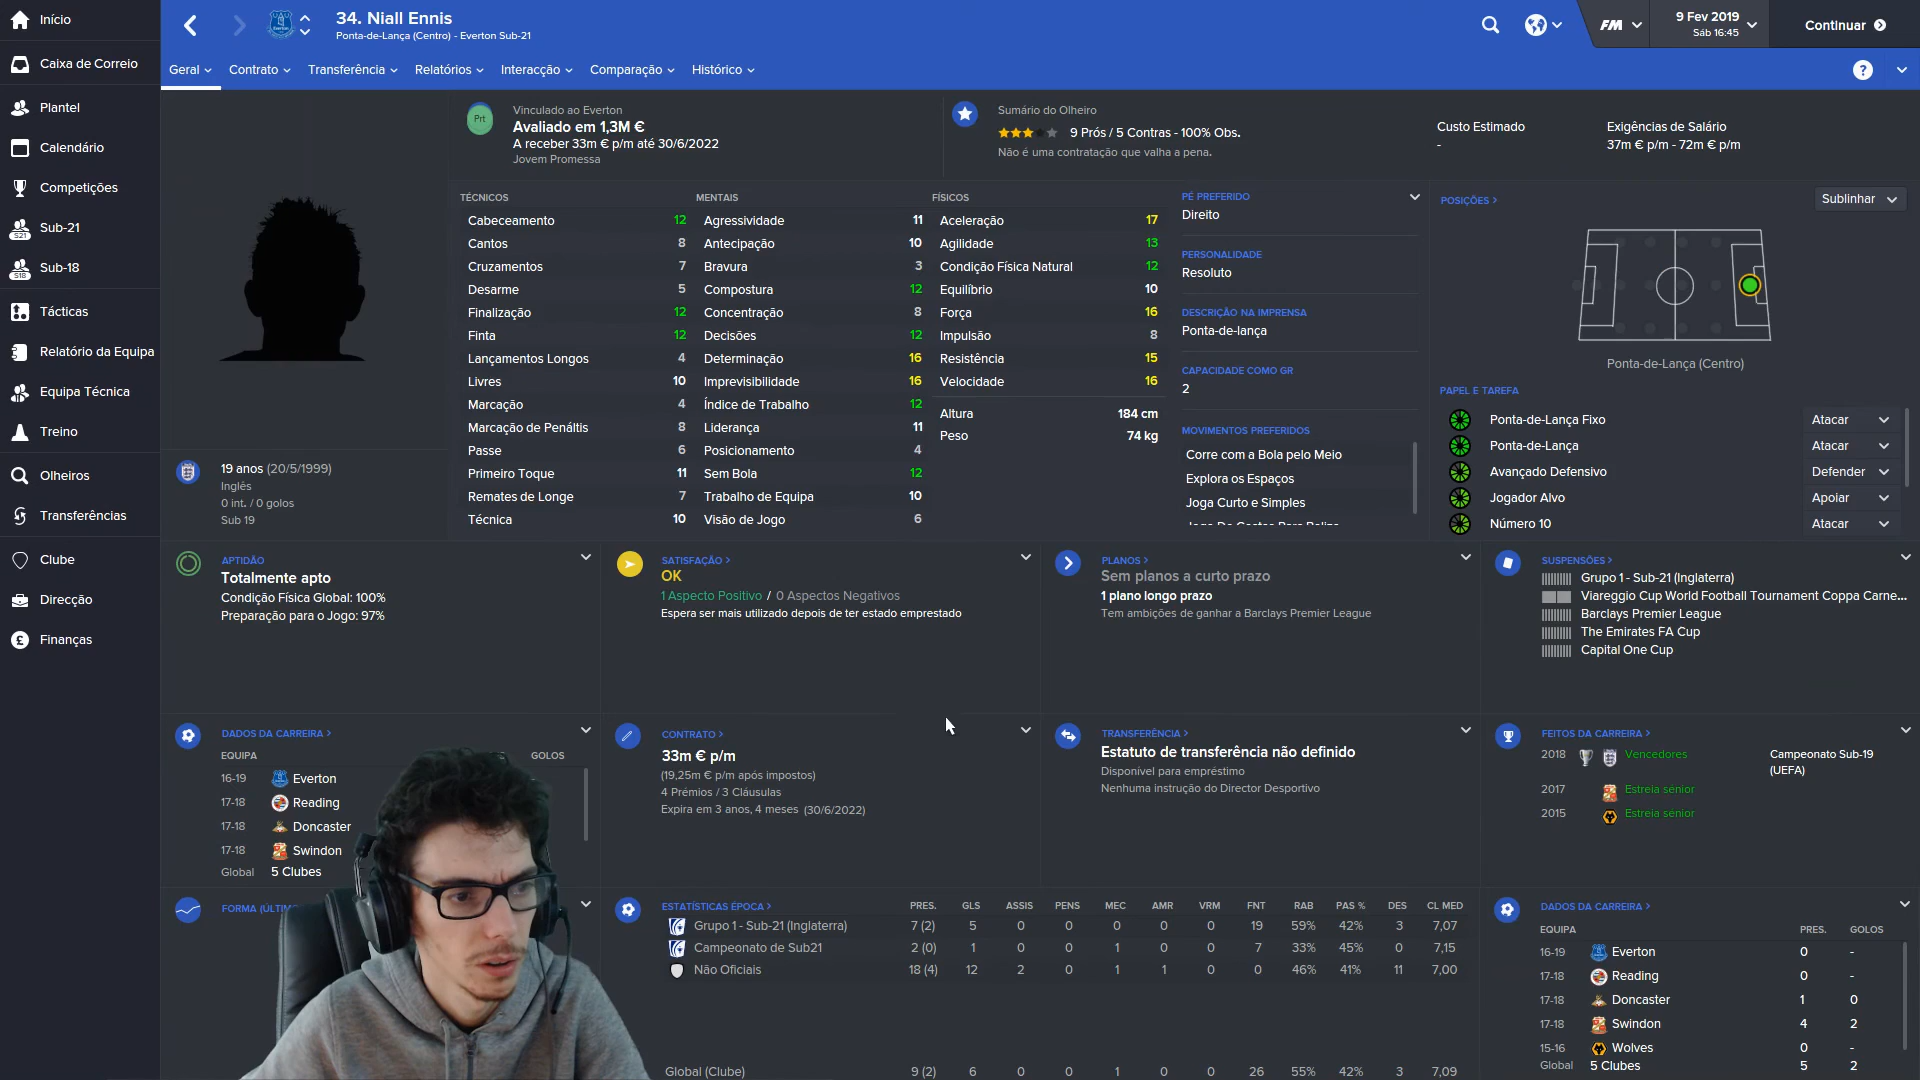 Início
Caixa de Correio
Plantel
Calendário
Competições
Sub-21
Sub-18
Tácticas
Relatório da Equipa
Equipa Técnica
Treino
Olheiros
Transferências
Clube
Direcção
Finanças
34. Niall Ennis
Ponta-de-Lança (Centro) - Everton Sub-21
FM
9 Fev 2019
Sáb 16:45
Continuar
Geral
Contrato
Transferência
Relatórios
Interacção
Comparação
Histórico
?
Prt
Vinculado ao Everton
Avaliado em 1,3M €
A receber 33m € p/m até 30/6/2022
Jovem Promessa
Sumário do Olheiro
9 Prós / 5 Contras - 100% Obs.
Não é uma contratação que valha a pena.
Custo Estimado
-
Exigências de Salário
37m € p/m - 72m € p/m
TÉCNICOS
Cabeceamento 12
Cantos 8
Cruzamentos 7
Desarme 5
Finalização 12
Finta 12
Lançamentos Longos 4
Livres 10
Marcação 4
Marcação de Penáltis 8
Passe 6
Primeiro Toque 11
Remates de Longe 7
Técnica 10
MENTAIS
Agressividade 11
Antecipação 10
Bravura 3
Compostura 12
Concentração 8
Decisões 12
Determinação 16
Imprevisibilidade 16
Índice de Trabalho 12
Liderança 11
Posicionamento 4
Sem Bola 12
Trabalho de Equipa 10
Visão de Jogo 6
FÍSICOS
Aceleração 17
Agilidade 13
Condição Física Natural 12
Equilíbrio 10
Força 16
Impulsão 8
Resistência 15
Velocidade 16
Altura 184 cm
Peso 74 kg
PÉ PREFERIDO
Direito
PERSONALIDADE
Resoluto
DESCRIÇÃO NA IMPRENSA
Ponta-de-lança
CAPACIDADE COMO GR
2
MOVIMENTOS PREFERIDOS
Corre com a Bola pelo Meio
Explora os Espaços
Joga Curto e Simples
POSIÇÕES >
Sublinhar
Ponta-de-Lança (Centro)
PAPEL E TAREFA
Ponta-de-Lança Fixo Atacar
Ponta-de-Lança Atacar
Avançado Defensivo Defender
Jogador Alvo Apoiar
Número 10 Atacar
19 anos (20/5/1999)
Inglês
0 int. / 0 golos
Sub 19
APTIDÃO
Totalmente apto
Condição Física Global: 100%
Preparação para o Jogo: 97%
SATISFAÇÃO >
OK
1 Aspecto Positivo / 0 Aspectos Negativos
Espera ser mais utilizado depois de ter estado emprestado
PLANOS >
Sem planos a curto prazo
1 plano longo prazo
Tem ambições de ganhar a Barclays Premier League
SUSPENSÕES >
Grupo 1 - Sub-21 (Inglaterra)
Viareggio Cup World Football Tournament Coppa Carne...
Barclays Premier League
The Emirates FA Cup
Capital One Cup
DADOS DA CARREIRA >
EQUIPA GOLOS
16-19 Everton
17-18 Reading
17-18 Doncaster
17-18 Swindon
Global 5 Clubes
CONTRATO >
33m € p/m
(19,25m € p/m após impostos)
4 Prémios / 3 Cláusulas
Expira em 3 anos, 4 meses (30/6/2022)
TRANSFERÊNCIA >
Estatuto de transferência não definido
Disponível para empréstimo
Nenhuma instrução do Director Desportivo
FEITOS DA CARREIRA >
2018 Vencedores Campeonato Sub-19
(UEFA)
2017 Estreia sénior
2015 Estreia sénior
FORMA
ESTATÍSTICAS ÉPOCA > PRES. GLS ASSIS PENS MEC AMR VRM FNT RAB PAS % DES CL MED
Grupo 1 - Sub-21 (Inglaterra) 7 (2) 5 0 0 0 0 0 19 59% 42% 3 7,07
Campeonato de Sub21 2 (0) 1 0 0 1 0 0 7 33% 45% 0 7,15
Não Oficiais 18 (4) 12 2 0 1 1 0 0 46% 41% 11 7,00
Global (Clube) 9 (2) 6 0 0 1 0 0 26 55% 42% 3 7,09
DADOS DA CARREIRA >
EQUIPA PRES. GOLOS
16-19 Everton 0 -
17-18 Reading 0 -
17-18 Doncaster 1 0
17-18 Swindon 4 2
15-16 Wolves 0 -
Global 5 Clubes 5 2